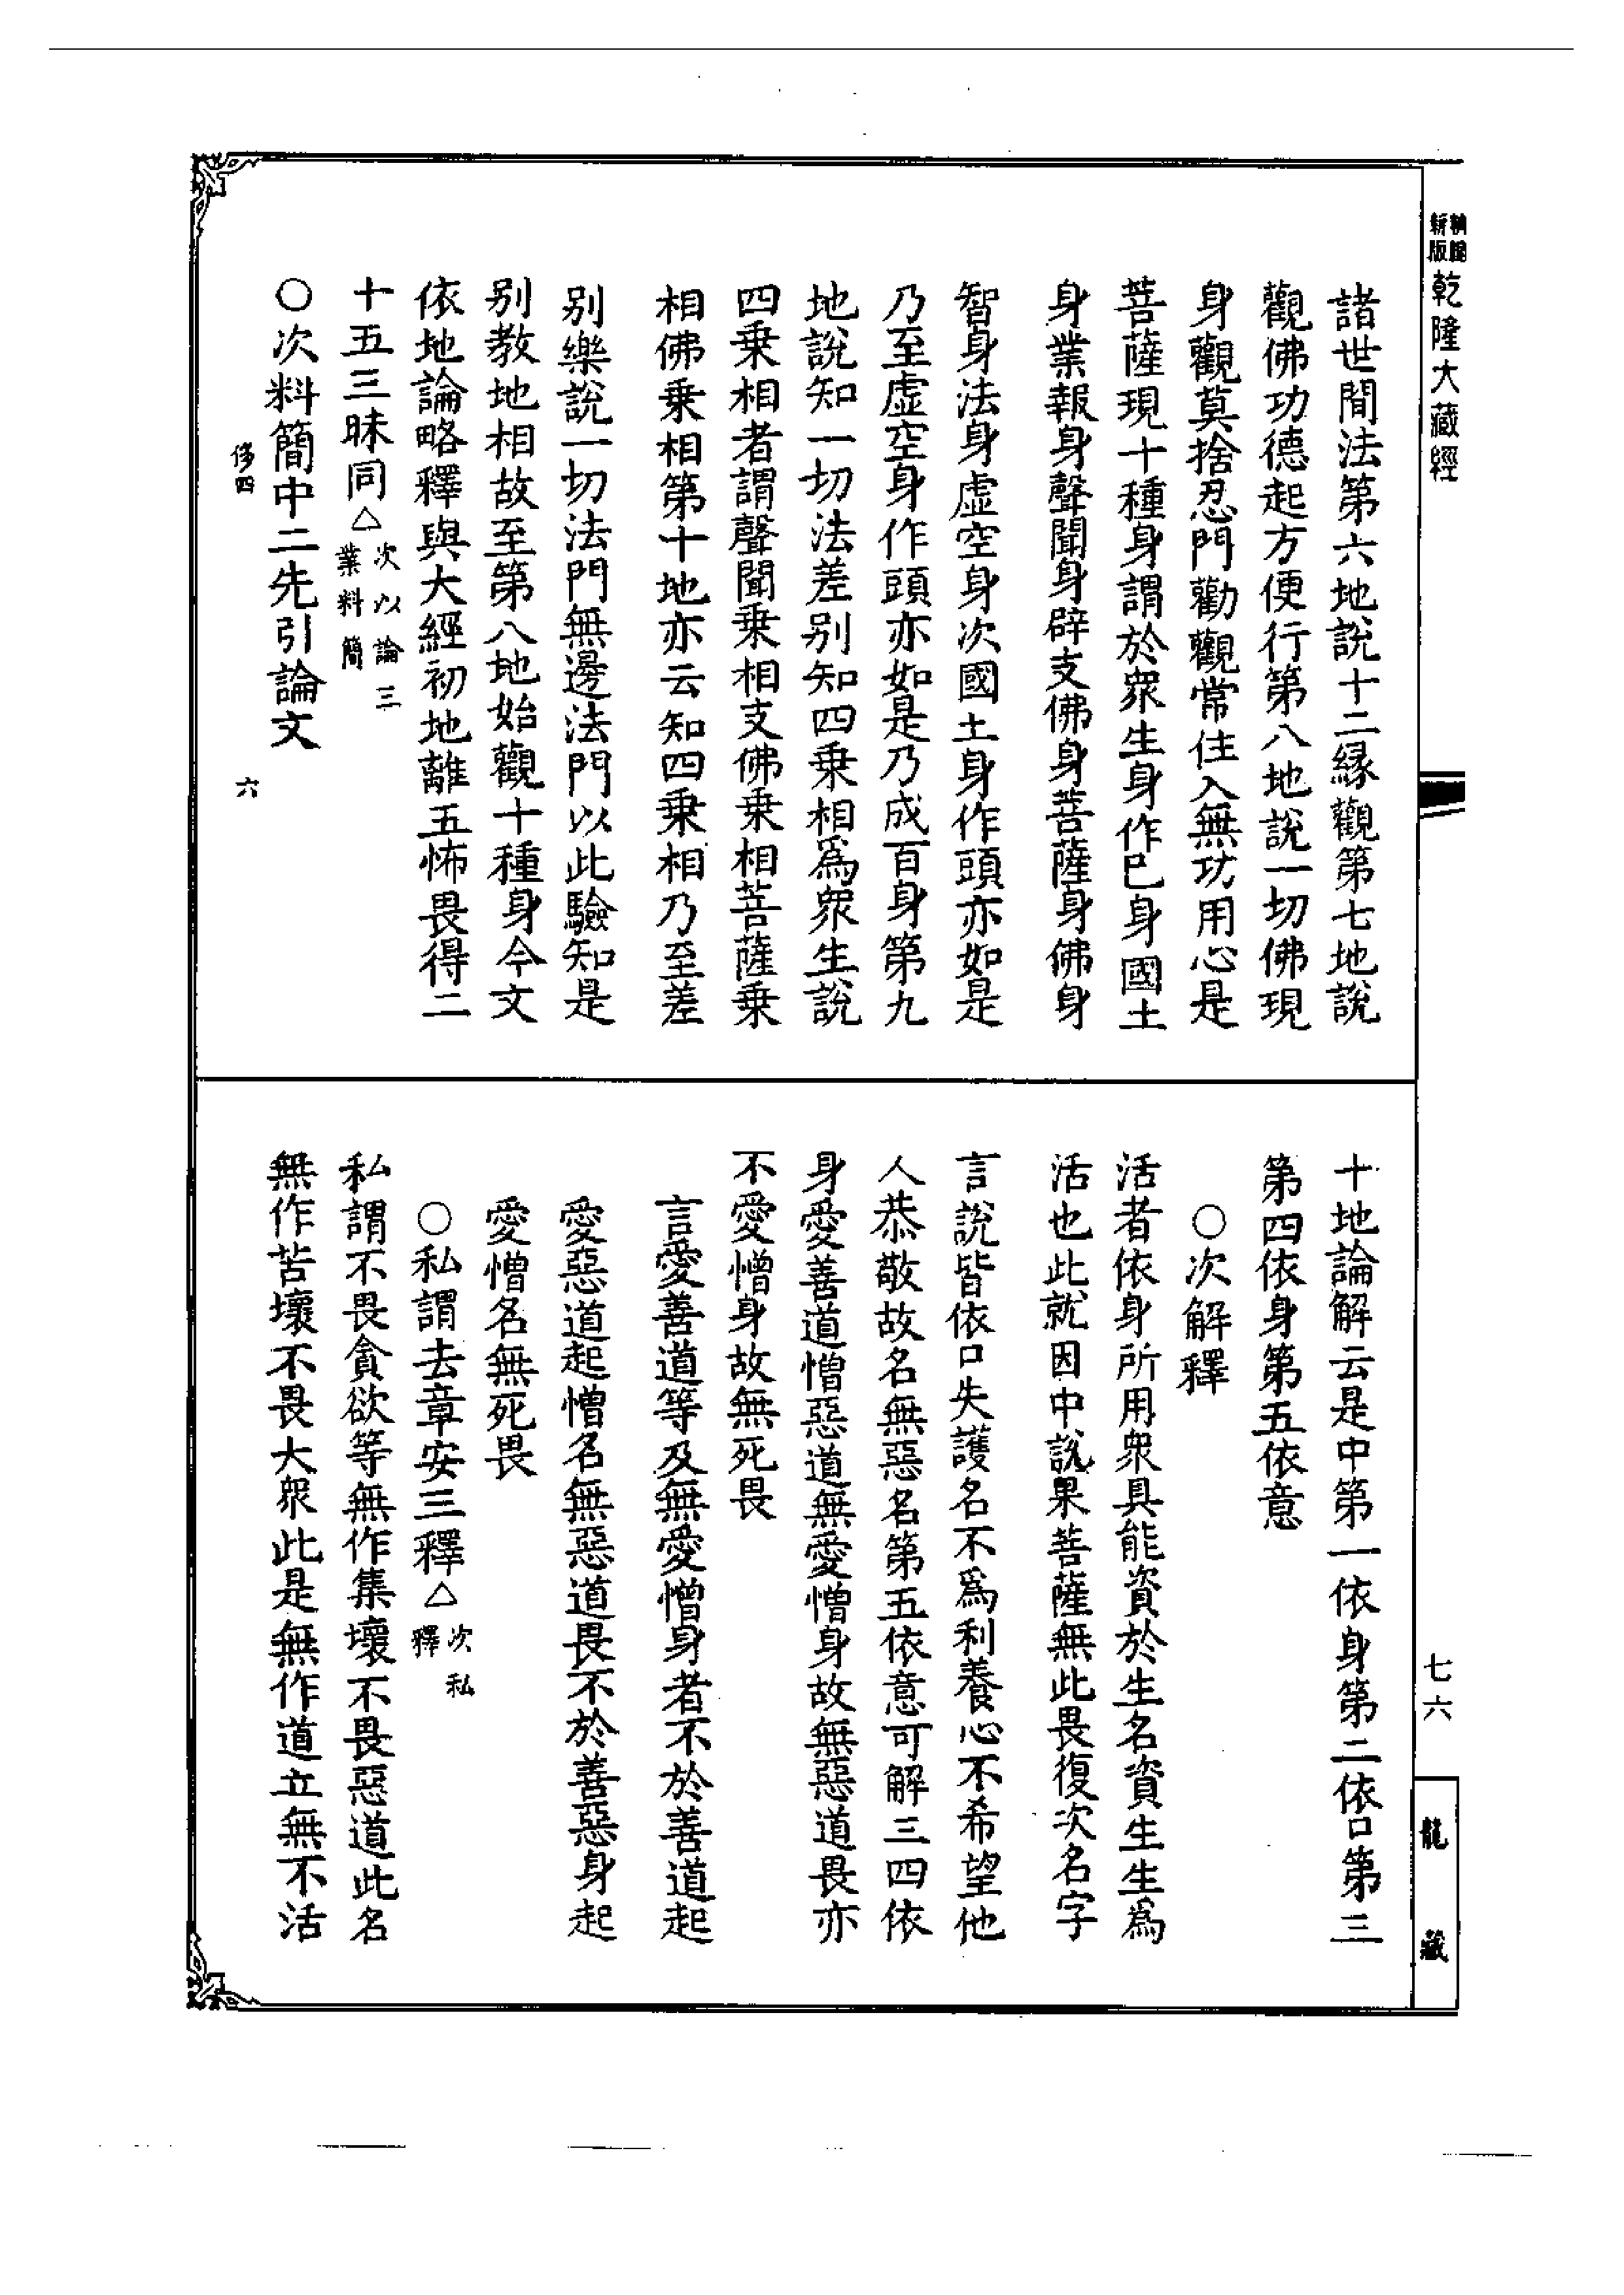 新版
乾隆大藏經
諸世間法第六地說十二緣觀第七地說
觀佛功德起方便行第八地說一切佛現
身觀莫捨忍門勸觀常住入無功用心是
菩薩現十種身謂於眾生身作已身國土
身業報身聲聞身辟支佛身菩薩身佛身
智身法身虛空身次國土身作頭亦如是
乃至虛空身作頭亦如是乃成百身第九
地說知一切法差別知四乗相為眾生說
四乗相者謂聲聞乗相支佛乗相菩薩乗
相佛乗相第十地亦云知四乗相乃至差
別樂說一切法門無邊法門以此驗知是
別教地相故至第八地始觀十種身今文
依地論略釋與大經初地離五怖畏得二
十五三昧同△次以論三
業料簡
○次料簡中二先引論文
侈四 六
十地論解云是中第一依身第二依口第三
第四依身第五依意
○次解釋
活者依身所用眾具能資於生名資生生為
活也此就因中說果菩薩無此畏復次名字
言說皆依口失護名不為利養心不希望他
人恭敬故名無惡名第五依意可解三四依
身愛善道憎惡道無愛憎身故無惡道畏亦
不愛憎身故無死畏
言愛善道等及無愛憎身者不於善道起
愛惡道起憎名無惡道畏不於善惡身起
愛憎名無死畏
○私謂去章安三釋△次私
釋
私謂不畏貪欲等無作集壞不畏惡道此名
無作苦壞不畏大眾此是無作道立無不活
七六
龍藏